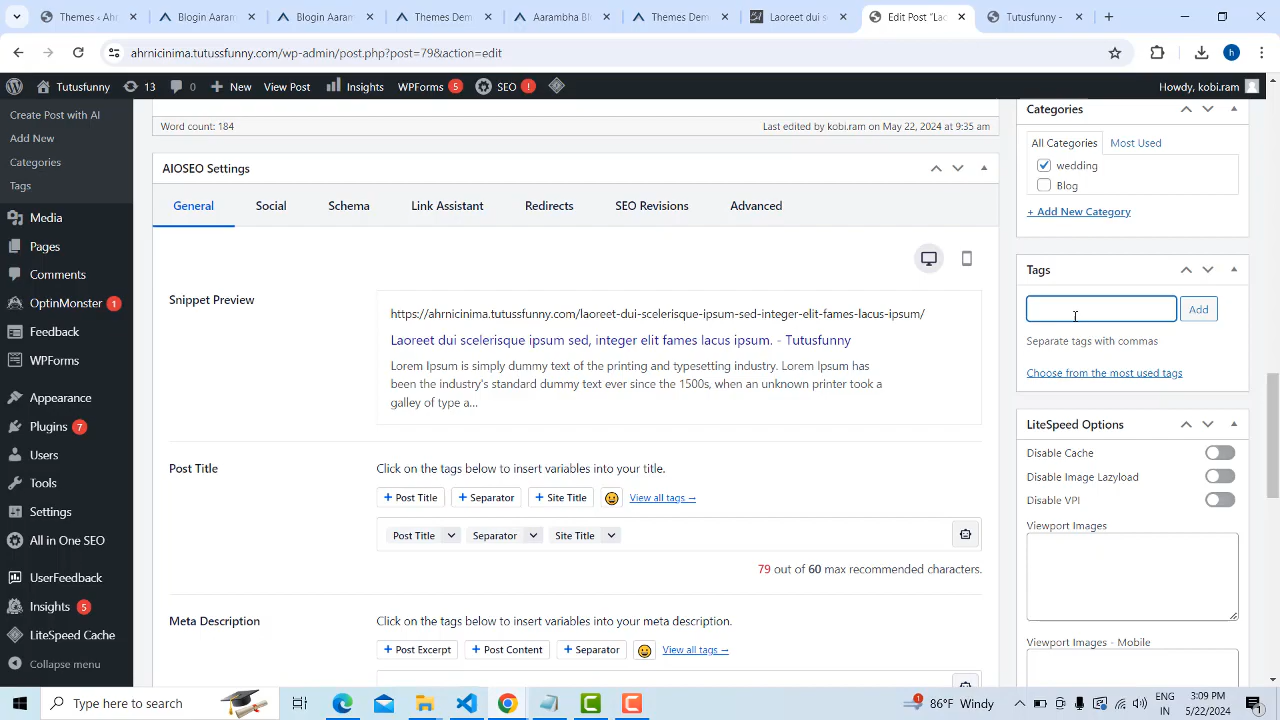 Themes ‹ Ahr
Blogin Aaram
Blogin Aaram
Themes Dem
Aarambha Bl
Themes Dem
Laoreet dui s
Edit Post "Lao
Tutusfunny -
ahrnicinima.tutussfunny.com/wp-admin/post.php?post=79&action=edit
h
Tutusfunny
13
0
New
View Post
Insights
WPForms 5
SEO !
Howdy, kobi.ram
Create Post with AI
Add New
Categories
Tags
Media
Pages
Comments
OptinMonster 1
Feedback
WPForms
Appearance
Plugins 7
Users
Tools
Settings
All in One SEO
UserFeedback
Insights 5
LiteSpeed Cache
Collapse menu
Word count: 184
Last edited by kobi.ram on May 22, 2024 at 9:35 am
AIOSEO Settings
General
Social
Schema
Link Assistant
Redirects
SEO Revisions
Advanced
Snippet Preview
https://ahrnicinima.tutussfunny.com/laoreet-dui-scelerisque-ipsum-sed-integer-elit-fames-lacus-ipsum/
Laoreet dui scelerisque ipsum sed, integer elit fames lacus ipsum. - Tutusfunny
Lorem Ipsum is simply dummy text of the printing and typesetting industry. Lorem Ipsum has
been the industry's standard dummy text ever since the 1500s, when an unknown printer took a
galley of type a...
Post Title
Click on the tags below to insert variables into your title.
+ Post Title
+ Separator
+ Site Title
View all tags →
Post Title
Separator
Site Title
79 out of 60 max recommended characters.
Meta Description
Click on the tags below to insert variables into your meta description.
+ Post Excerpt
+ Post Content
+ Separator
View all tags →
Categories
All Categories
Most Used
wedding
Blog
+ Add New Category
Tags
Add
Separate tags with commas
Choose from the most used tags
LiteSpeed Options
Disable Cache
Disable Image Lazyload
Disable VPI
Viewport Images
Viewport Images - Mobile
Type here to search
86°F Windy
ENG
IN
3:09 PM
5/22/2024
1